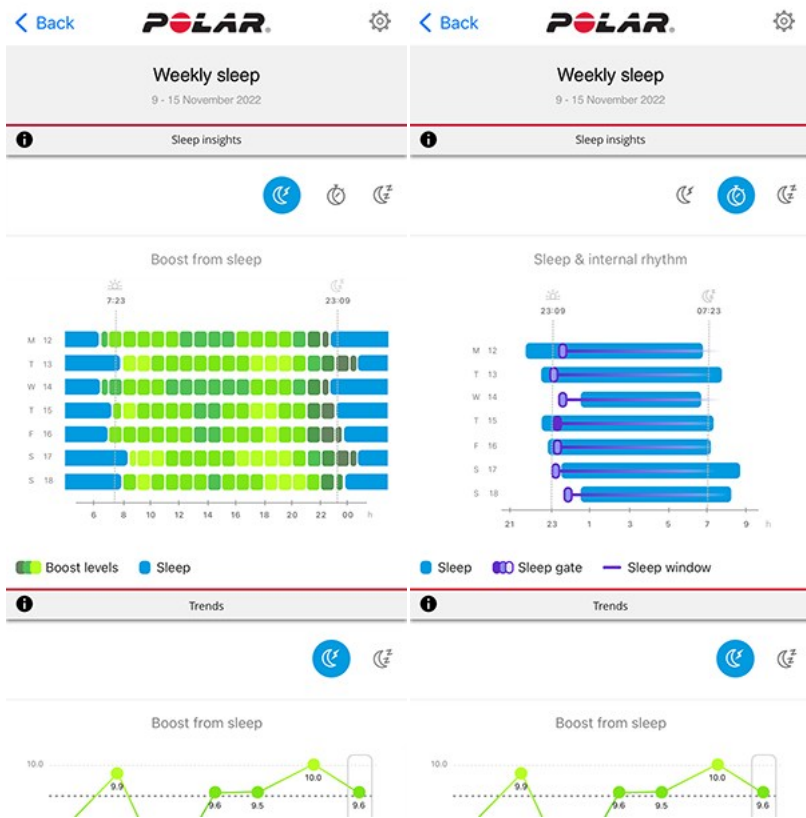 Back
POLAR.
Weekly sleep
9 - 15 November 2022
i
Sleep insights
Boost from sleep
7:23
23:09
M 12
T 13
W 14
T 15
F 16
S 17
S 18
6 8 10 12 14 16 18 20 22 00 h
Boost levels
Sleep
i
Trends
Boost from sleep
10.0
9.9
9.6
9.5
10.0
9.6
Back
POLAR.
Weekly sleep
9 - 15 November 2022
i
Sleep insights
Sleep & internal rhythm
23:09
07:23
M 12
T 13
W 14
T 15
F 16
S 17
S 18
21 23 1 3 5 7 9 h
Sleep
Sleep gate
Sleep window
i
Trends
Boost from sleep
10.0
9.9
9.6
9.5
10.0
9.6